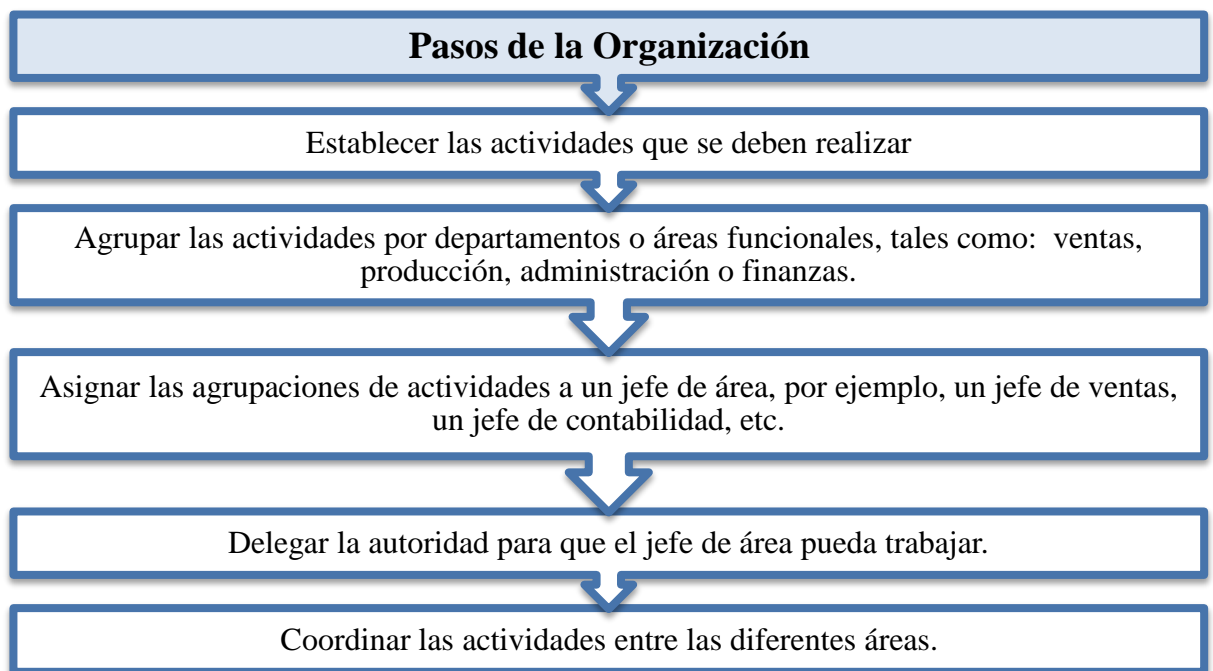 Pasos de la Organización
Establecer las actividades que se deben realizar
Agrupar las actividades por departamentos o áreas funcionales, tales como:  ventas,
producción, administración o finanzas.
Asignar las agrupaciones de actividades a un jefe de área, por ejemplo, un jefe de ventas,
un jefe de contabilidad, etc.
Delegar la autoridad para que el jefe de área pueda trabajar.
Coordinar las actividades entre las diferentes áreas.